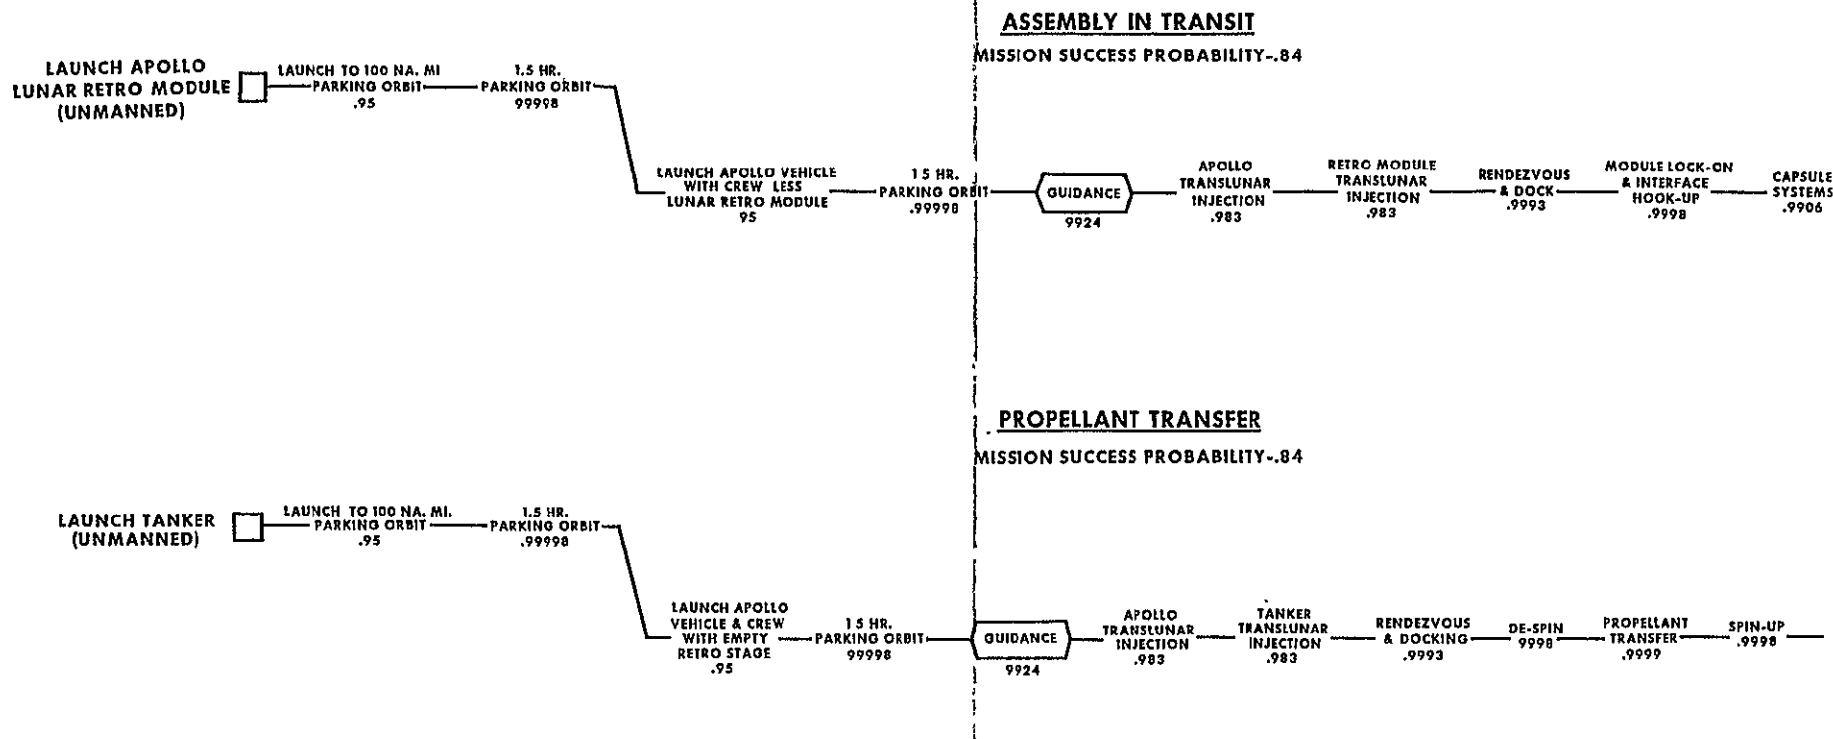 ASSEMBLY IN TRANSIT
MISSION SUCCESS PROBABILITY-.84
LAUNCH APOLLO
LUNAR RETRO MODULE
(UNMANNED)
LAUNCH TO 100 NA. MI
PARKING ORBIT
.95
1.5 HR.
PARKING ORBIT
99998
LAUNCH APOLLO VEHICLE
WITH CREW LESS
LUNAR RETRO MODULE
95
1 5 HR.
PARKING ORBIT
.99998
GUIDANCE
9924
APOLLO
TRANSLUNAR
INJECTION
.983
RETRO MODULE
TRANSLUNAR
INJECTION
.983
RENDEZVOUS
& DOCK
.9993
MODULE LOCK-ON
& INTERFACE
HOOK-UP
.9998
CAPSULE
SYSTEMS
.9906
PROPELLANT TRANSFER
MISSION SUCCESS PROBABILITY-.84
LAUNCH TANKER
(UNMANNED)
LAUNCH TO 100 NA. MI.
PARKING ORBIT
.95
1.5 HR.
PARKING ORBIT
.99998
LAUNCH APOLLO
VEHICLE & CREW
WITH EMPTY
RETRO STAGE
.95
1 5 HR.
PARKING ORBIT
99998
GUIDANCE
9924
APOLLO
TRANSLUNAR
INJECTION
.983
TANKER
TRANSLUNAR
INJECTION
.983
RENDEZVOUS
& DOCKING
.9993
DE-SPIN
9998
PROPELLANT
TRANSFER
.9999
SPIN-UP
.9998